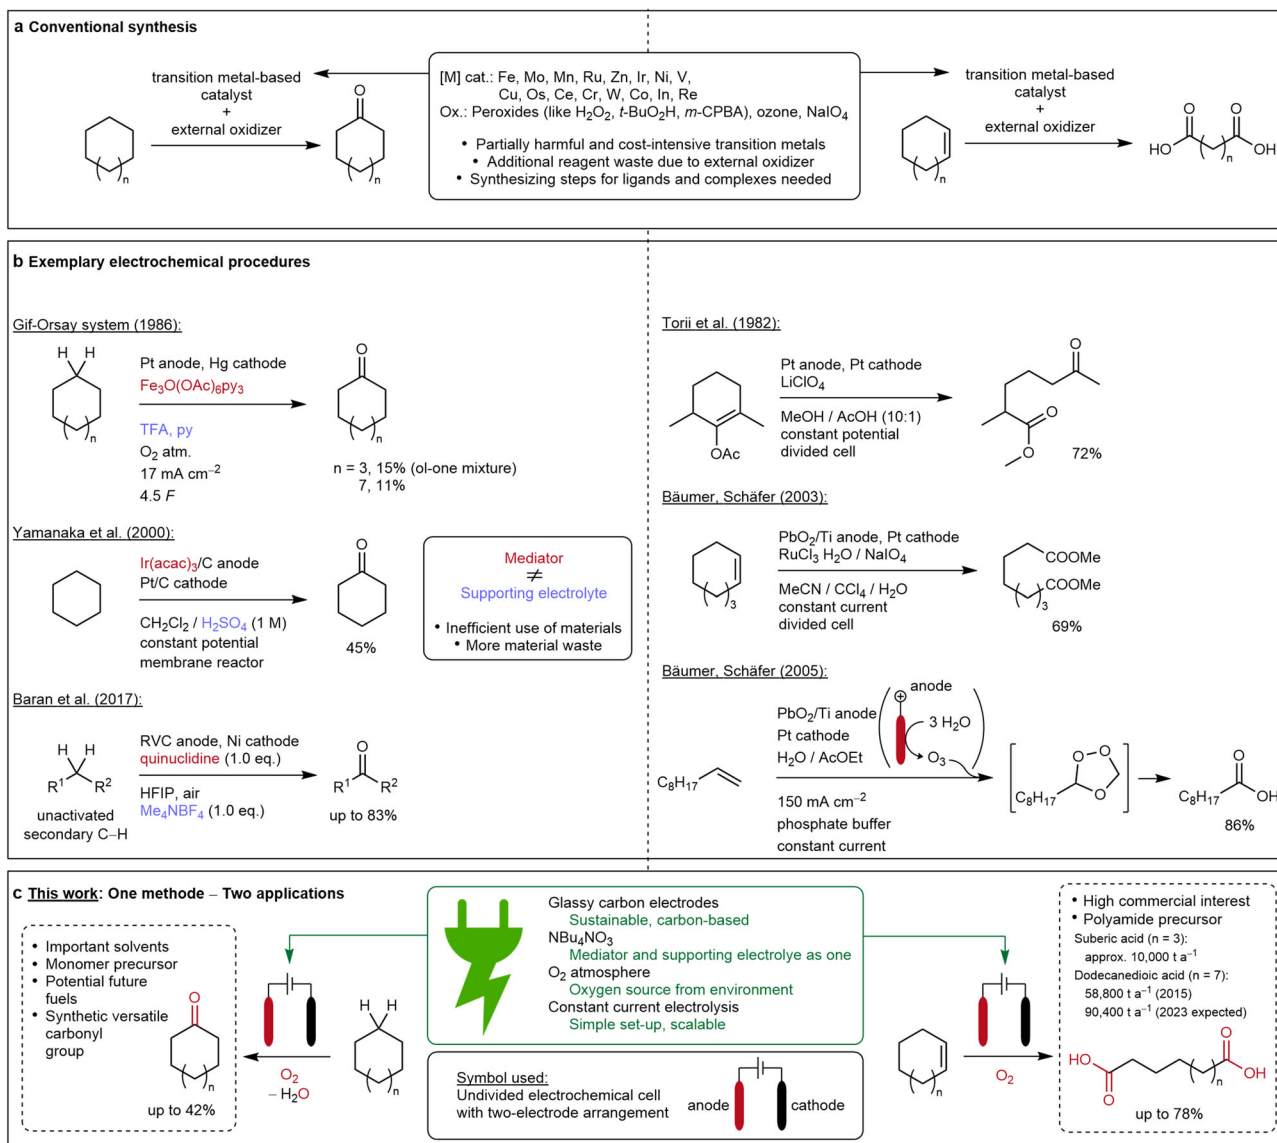 a Conventional synthesis
transition metal-based
catalyst
+
external oxidizer
O
n
n
[M] cat.: Fe, Mo, Mn, Ru, Zn, Ir, Ni, V,
Cu, Os, Ce, Cr, W, Co, In, Re
Ox.: Peroxides (like H₂O₂, t-BuO₂H, m-CPBA), ozone, NaIO₄
• Partially harmful and cost-intensive transition metals
• Additional reagent waste due to external oxidizer
• Synthesizing steps for ligands and complexes needed
transition metal-based
catalyst
+
external oxidizer
n
O O
HO n OH
b Exemplary electrochemical procedures
Gif-Orsay system (1986):
H H
n
Pt anode, Hg cathode
Fe₃O(OAc)₆py₃
TFA, py
O₂ atm.
17 mA cm⁻²
4.5 F
O
n
n = 3, 15% (ol-one mixture)
7, 11%
Yamanaka et al. (2000):
Ir(acac)₃/C anode
Pt/C cathode
CH₂Cl₂ / H₂SO₄ (1 M)
constant potential
membrane reactor
O
45%
Mediator
≠
Supporting electrolyte
• Inefficient use of materials
• More material waste
Baran et al. (2017):
H H
R¹ R²
unactivated
secondary C–H
RVC anode, Ni cathode
quinuclidine (1.0 eq.)
HFIP, air
Me₄NBF₄ (1.0 eq.)
O
R¹ R²
up to 83%
Torii et al. (1982):
OAc
Pt anode, Pt cathode
LiClO₄
MeOH / AcOH (10:1)
constant potential
divided cell
O
O
O
72%
Bäumer, Schäfer (2003):
3
PbO₂/Ti anode, Pt cathode
RuCl₃ H₂O / NaIO₄
MeCN / CCl₄ / H₂O
constant current
divided cell
COOMe
COOMe
3
69%
Bäumer, Schäfer (2005):
C₈H₁₇
PbO₂/Ti anode
Pt cathode
H₂O / AcOEt
+
anode
3 H₂O
O₃
150 mA cm⁻²
phosphate buffer
constant current
O–O
C₈H₁₇
O
O
C₈H₁₇ OH
86%
c This work: One methode – Two applications
• Important solvents
• Monomer precursor
• Potential future
fuels
• Synthetic versatile
carbonyl
group
O
n
up to 42%
O₂
– H₂O
H H
n
Glassy carbon electrodes
Sustainable, carbon-based
NBu₄NO₃
Mediator and supporting electrolye as one
O₂ atmosphere
Oxygen source from environment
Constant current electrolysis
Simple set-up, scalable
Symbol used:
Undivided electrochemical cell
with two-electrode arrangement
anode
cathode
n
O₂
• High commercial interest
• Polyamide precursor
Suberic acid (n = 3):
approx. 10,000 t a⁻¹
Dodecanedioic acid (n = 7):
58,800 t a⁻¹ (2015)
90,400 t a⁻¹ (2023 expected)
O
HO
n
OH
O
up to 78%